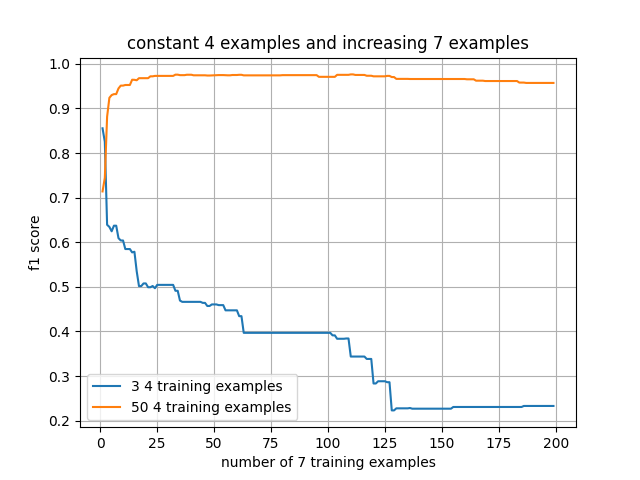 constant 4 examples and increasing 7 examples
1.0
0.9
0.8
0.7
0.6
0.5
0.4
0.3
0.2
f1 score
3 4 training examples
50 4 training examples
0 25 50 75 100 125 150 175 200
number of 7 training examples